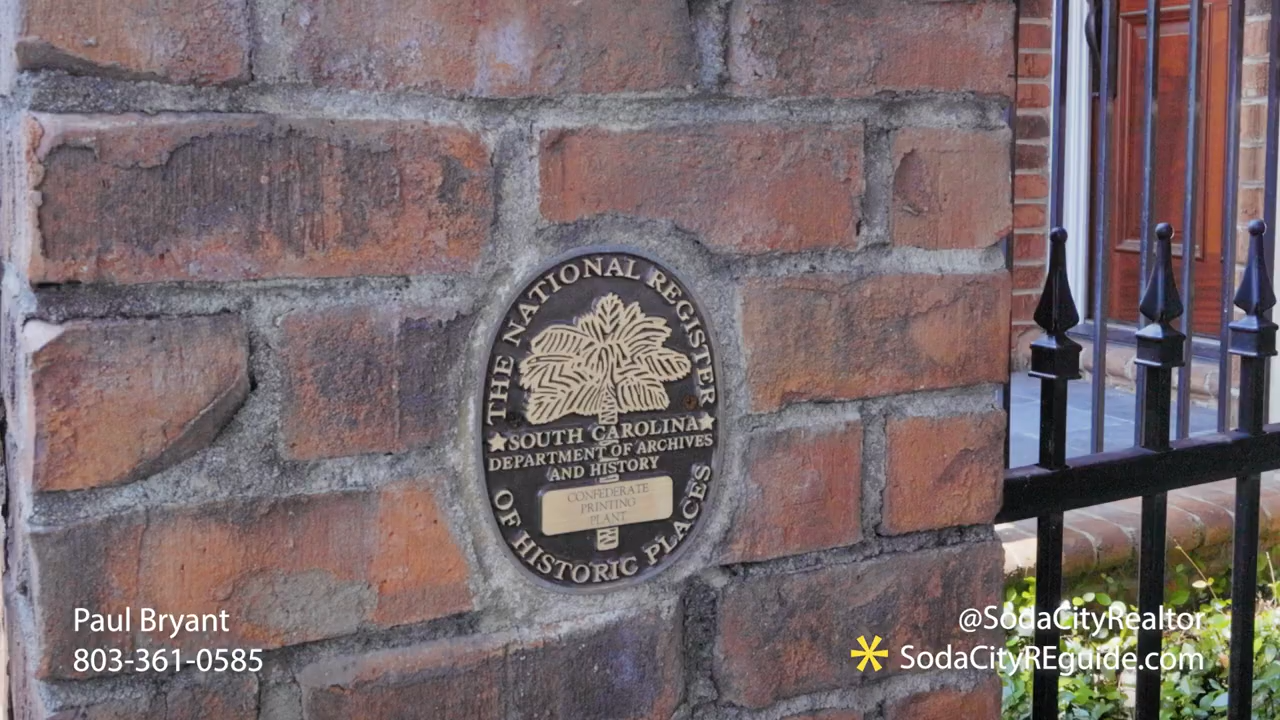 THE NATIONAL REGISTER
★SOUTH CAROLINA★
DEPARTMENT OF ARCHIVES
AND HISTORY
CONFEDERATE
PRINTING
PLANT
OF HISTORIC PLACES
Paul Bryant
803-361-0585
@SodaCityRealtor
SodaCityREguide.com